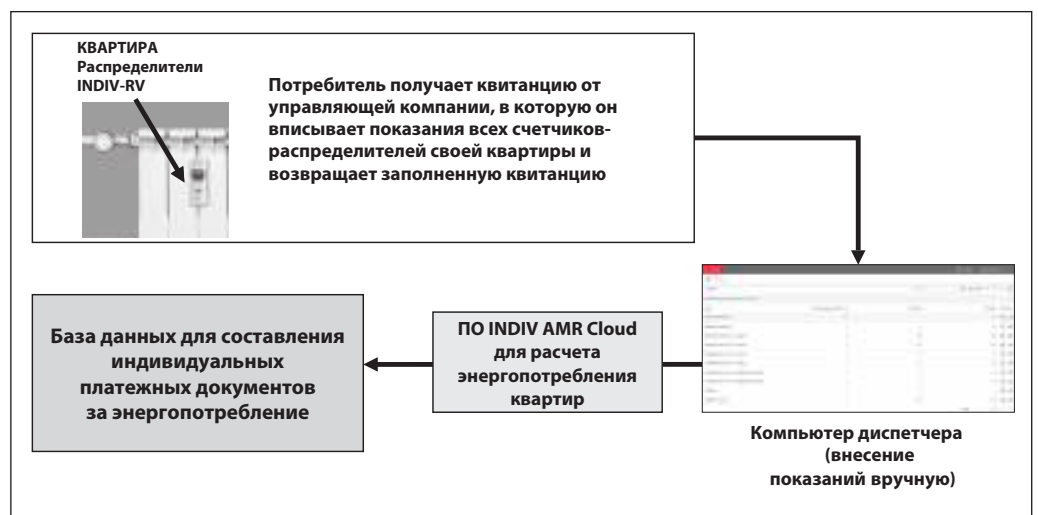 КВАРТИРА
Распределители
INDIV-RV
Потребитель получает квитанцию от
управляющей компании, в которую он
вписывает показания всех счетчиков-
распределителей своей квартиры и
возвращает заполненную квитанцию
База данных для составления
индивидуальных
платежных документов
за энергопотребление
ПО INDIV AMR Cloud
для расчета
энергопотребления
квартир
Компьютер диспетчера
(внесение
показаний вручную)